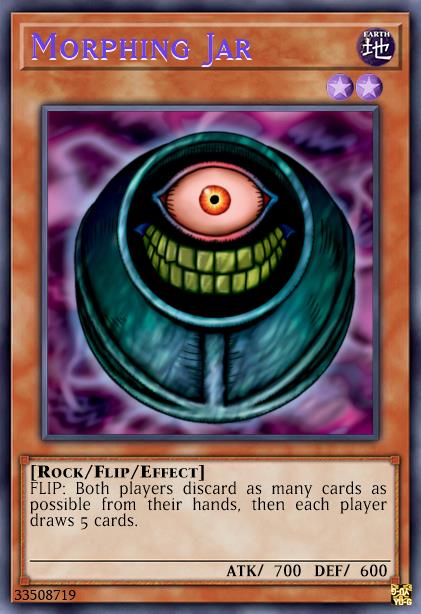 Morphing Jar
EARTH
地
[Rock/Flip/Effect]
FLIP: Both players discard as many cards as
possible from their hands, then each player
draws 5 cards.
ATK/ 700 DEF/ 600
33508719